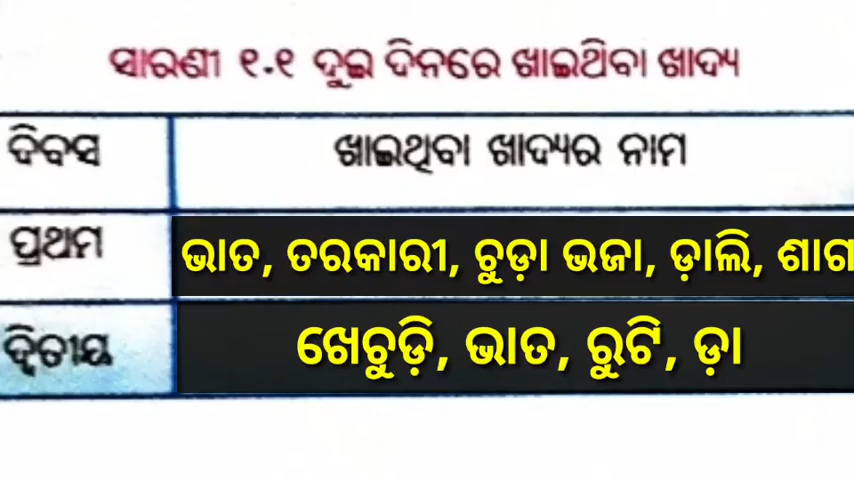 ସାରଣୀ ୧.୧ ଦୁଇ ଦିନରେ ଖାଇଥିବା ଖାଦ୍ୟ
ଦିବସ ଖାଇଥିବା ଖାଦ୍ୟର ନାମ
ପ୍ରଥମ ଭାତ, ତରକାରୀ, ଚୁଡ଼ା ଭଜା, ଡ଼ାଲି, ଶାଗ
ଦ୍ଵିତୀୟ ଖେଚୁଡ଼ି, ଭାତ, ରୁଟି, ଡ଼ା